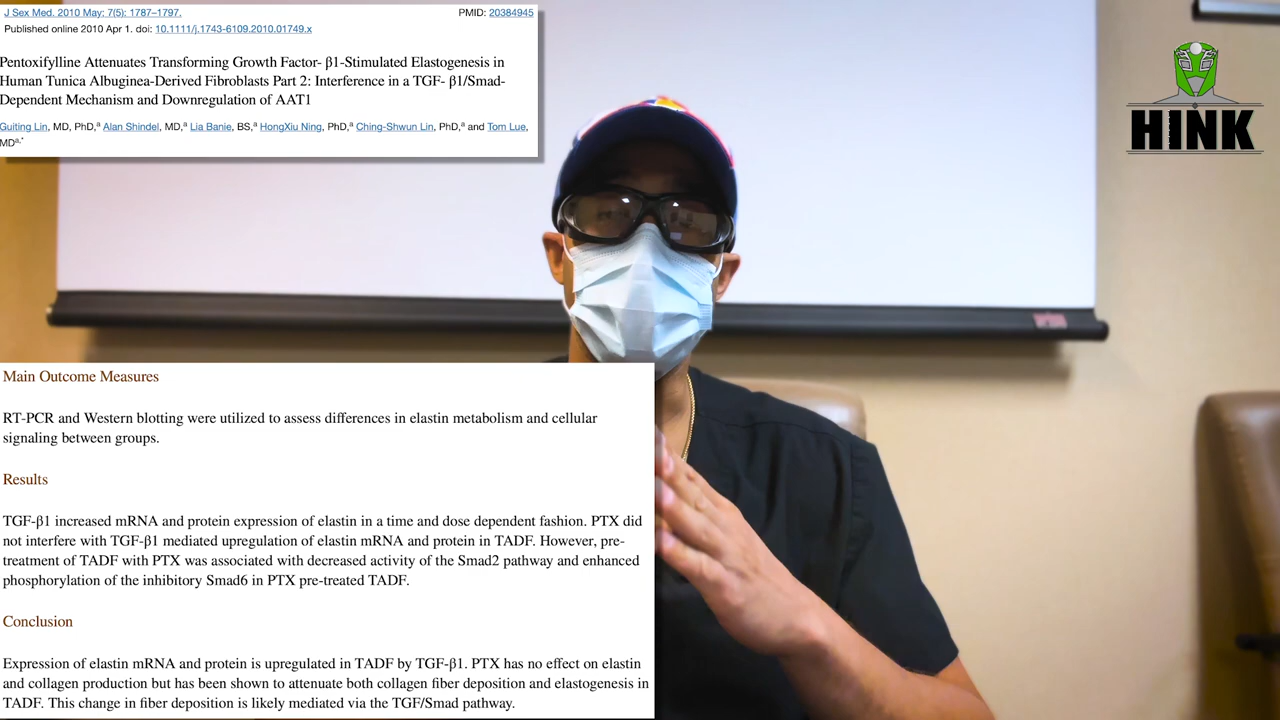 J Sex Med. 2010 May; 7(5): 1787–1797. PMID: 20384945
Published online 2010 Apr 1. doi: 10.1111/j.1743-6109.2010.01749.x
Pentoxifylline Attenuates Transforming Growth Factor- β1-Stimulated Elastogenesis in
Human Tunica Albuginea-Derived Fibroblasts Part 2: Interference in a TGF- β1/Smad-
Dependent Mechanism and Downregulation of AAT1
Guiting Lin, MD, PhD,a Alan Shindel, MD,a Lia Banie, BS,a HongXiu Ning, PhD,a Ching-Shwun Lin, PhD,a and Tom Lue,
MDa,*
HINK
Main Outcome Measures
RT-PCR and Western blotting were utilized to assess differences in elastin metabolism and cellular
signaling between groups.
Results
TGF-β1 increased mRNA and protein expression of elastin in a time and dose dependent fashion. PTX did
not interfere with TGF-β1 mediated upregulation of elastin mRNA and protein in TADF. However, pre-
treatment of TADF with PTX was associated with decreased activity of the Smad2 pathway and enhanced
phosphorylation of the inhibitory Smad6 in PTX pre-treated TADF.
Conclusion
Expression of elastin mRNA and protein is upregulated in TADF by TGF-β1. PTX has no effect on elastin
and collagen production but has been shown to attenuate both collagen fiber deposition and elastogenesis in
TADF. This change in fiber deposition is likely mediated via the TGF/Smad pathway.